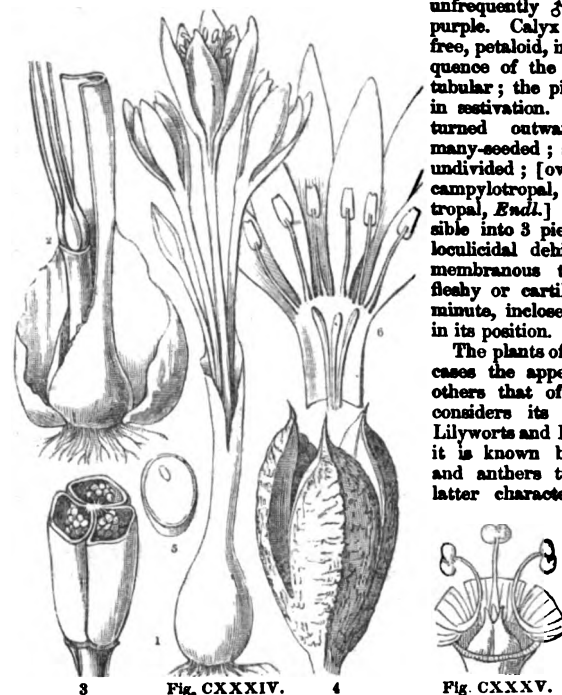 unfrequently ♂
purple. Calyx
free, petaloid, in
quence of the
tubular; the pi
in æstivation.
turned outwa
many-seeded;
undivided; [ov
campylotropal,
tropal, Endl.]
sible into 3 pie
loculicidal dehi
membranous t
fleshy or cartil
minute, inclose
in its position.
The plants of
cases the appe
others that of
considers its
Lilyworts and I
it is known b
and anthers t
latter characte
2
6
5
1
3 Fig. CXXXIV. 4 Fig. CXXXV.